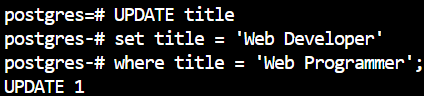 postgres=# UPDATE title
postgres-# set title = 'Web Developer'
postgres-# where title = 'Web Programmer';
UPDATE 1